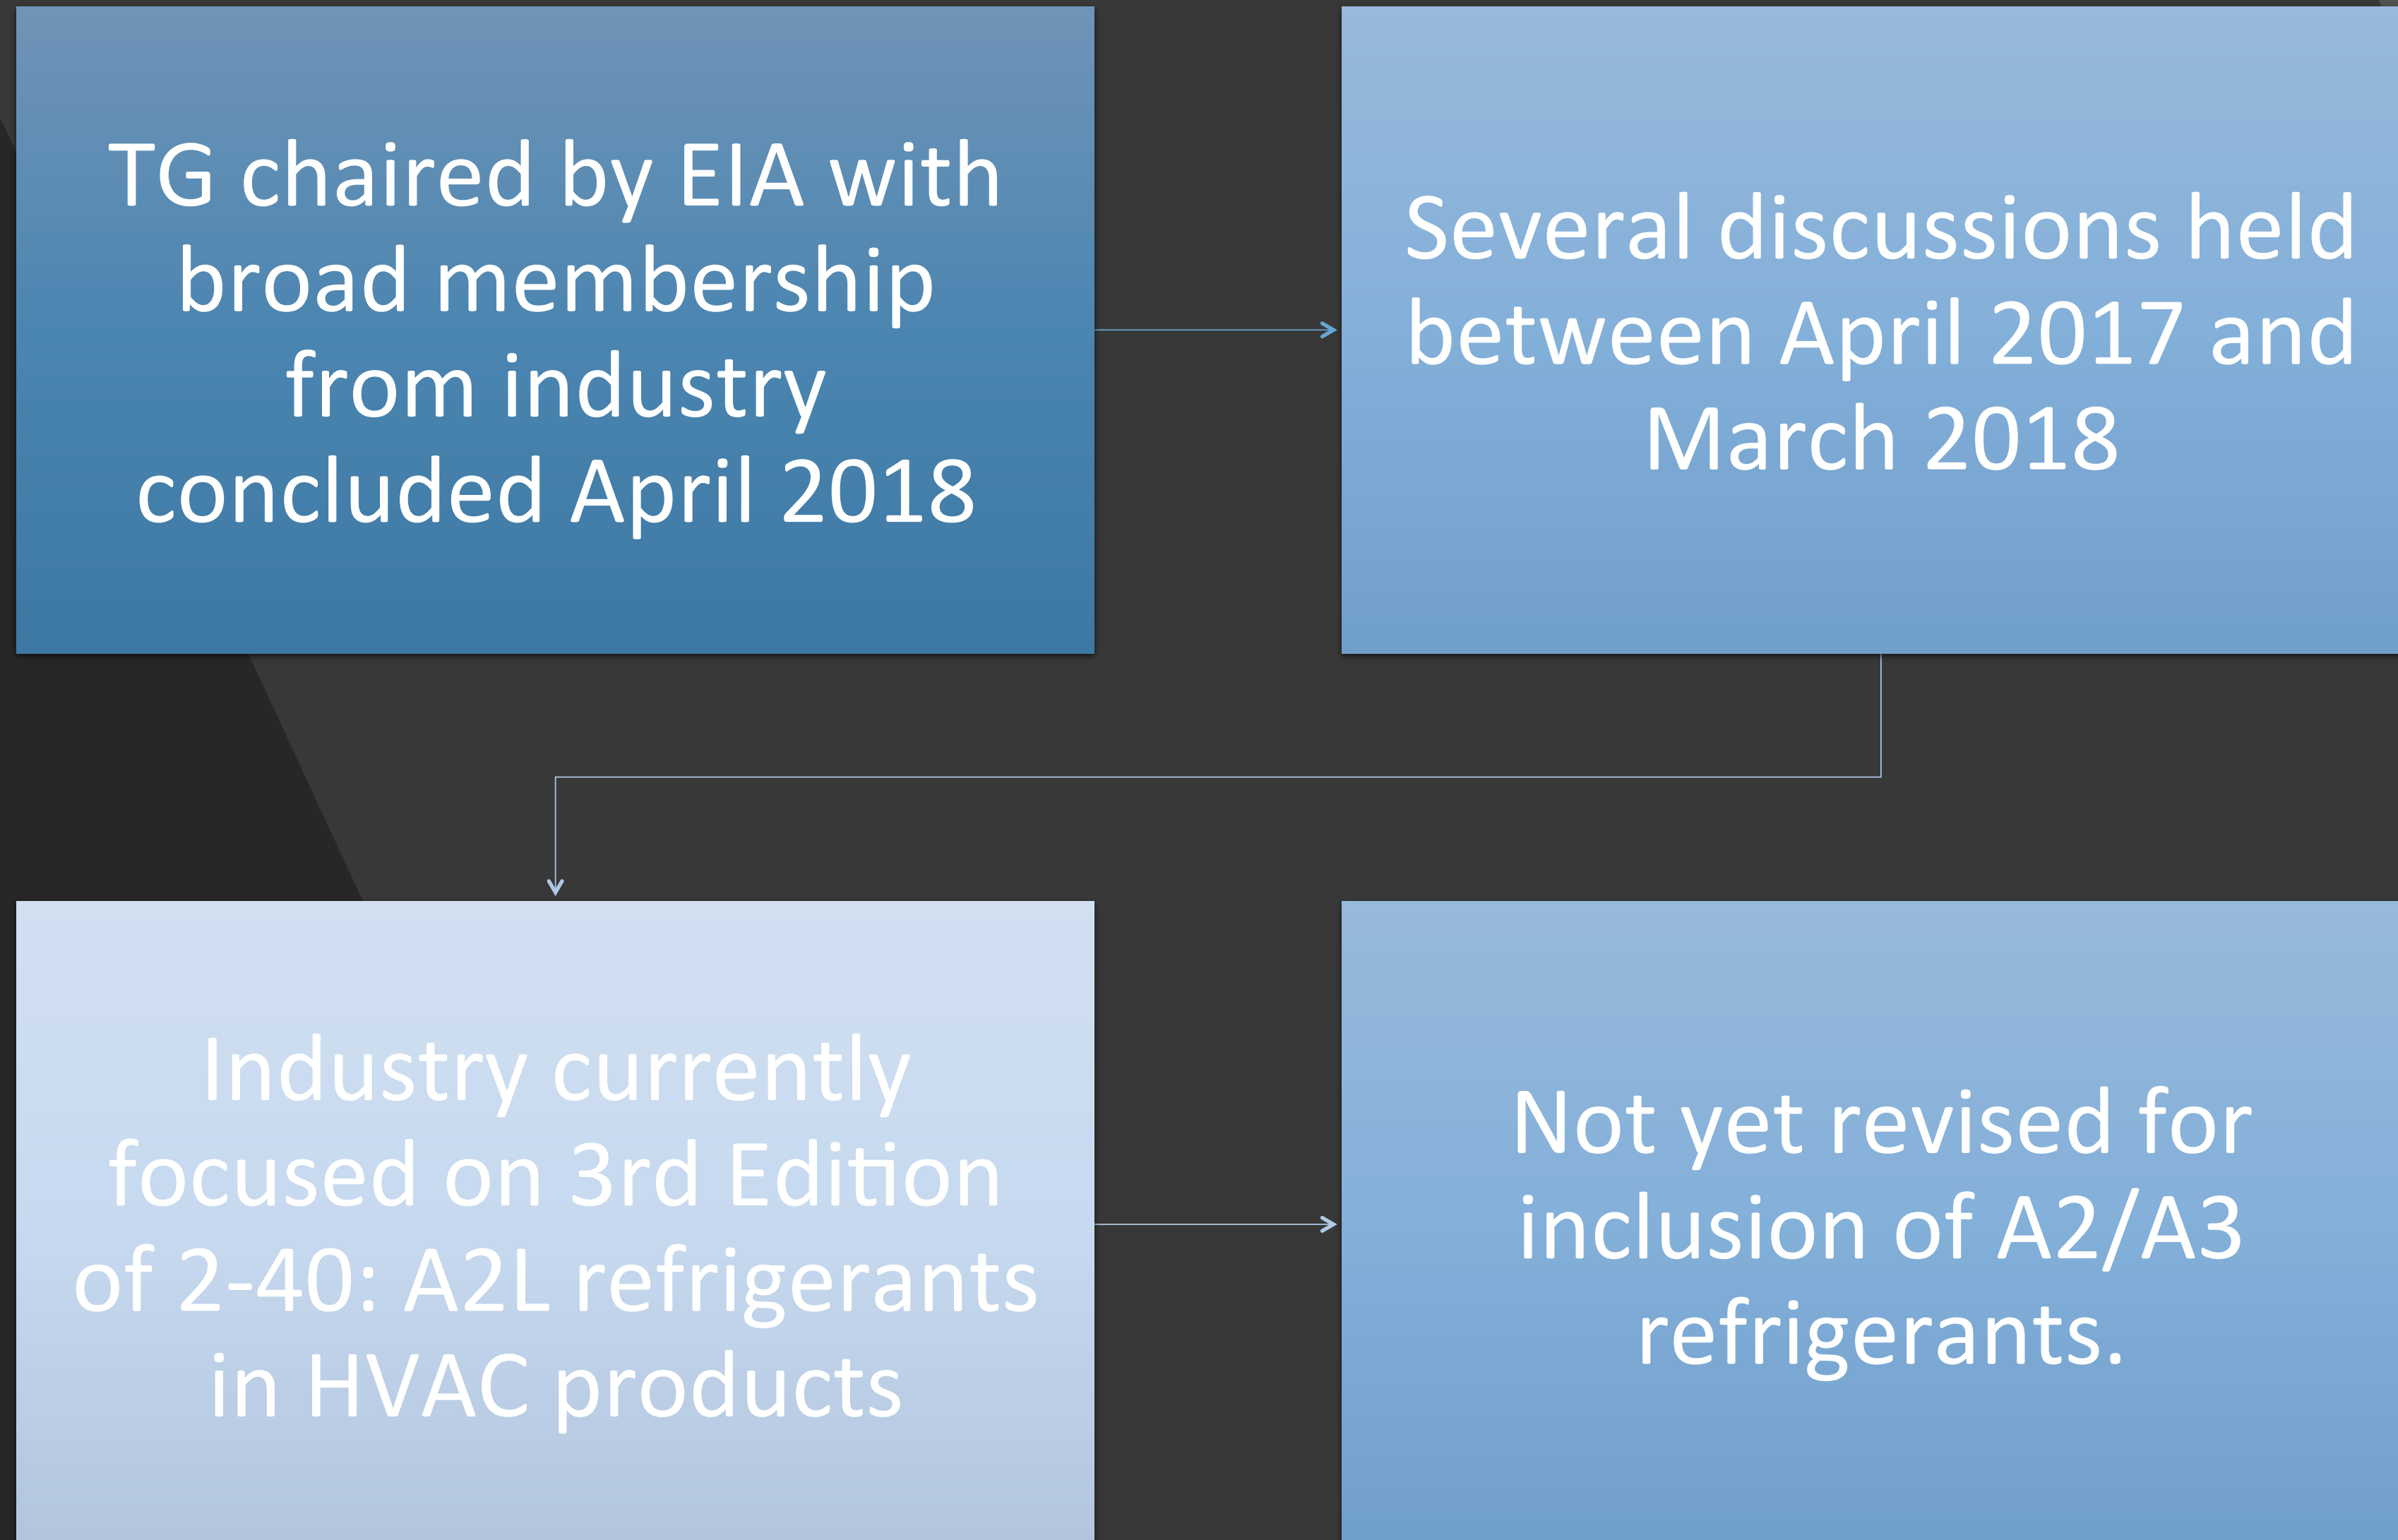 TG chaired by EIA with
broad membership
from industry
concluded April 2018
Several discussions held
between April 2017 and
March 2018
Industry currently
focused on 3rd Edition
of 2-40: A2L refrigerants
in HVAC products
Not yet revised for
inclusion of A2/A3
refrigerants.